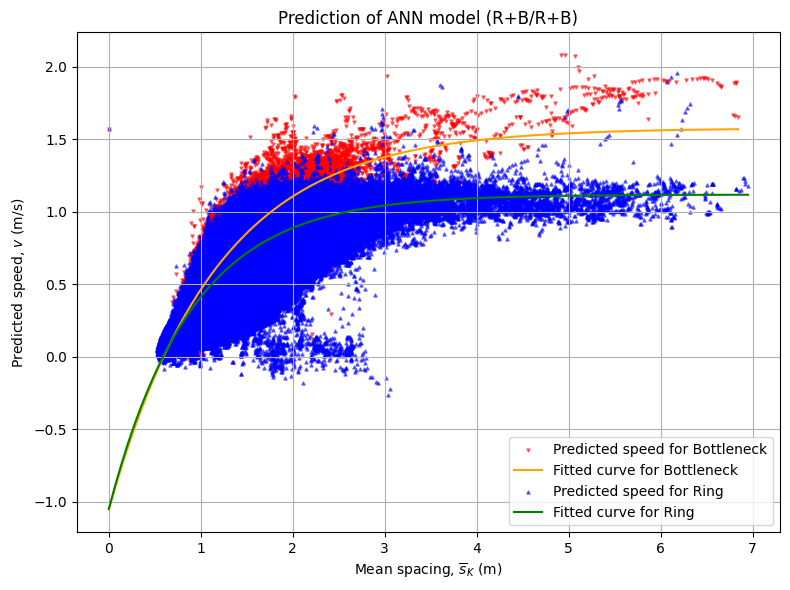 Prediction of ANN model (R+B/R+B)
Predicted speed, v (m/s)
2.0
1.5
1.0
0.5
0.0
−0.5
−1.0
Predicted speed for Bottleneck
Fitted curve for Bottleneck
Predicted speed for Ring
Fitted curve for Ring
0 1 2 3 4 5 6 7
Mean spacing, s̅_K (m)